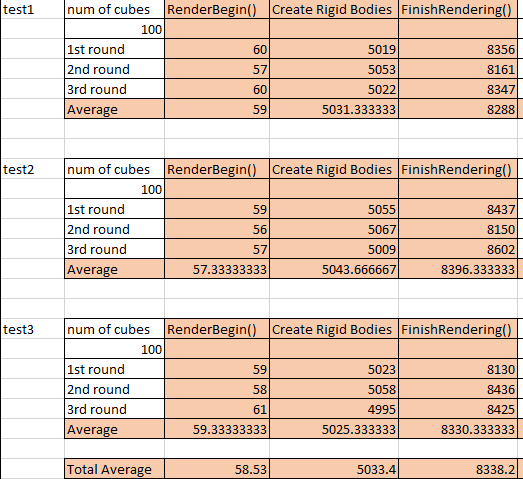 test1 num of cubes RenderBegin() Create Rigid Bodies FinishRendering()
100
1st round 60 5019 8356
2nd round 57 5053 8161
3rd round 60 5022 8347
Average 59 5031.333333 8288
test2 num of cubes RenderBegin() Create Rigid Bodies FinishRendering()
100
1st round 59 5055 8437
2nd round 56 5067 8150
3rd round 57 5009 8602
Average 57.33333333 5043.666667 8396.333333
test3 num of cubes RenderBegin() Create Rigid Bodies FinishRendering()
100
1st round 59 5023 8130
2nd round 58 5058 8436
3rd round 61 4995 8425
Average 59.33333333 5025.333333 8330.333333
Total Average 58.53 5033.4 8338.2